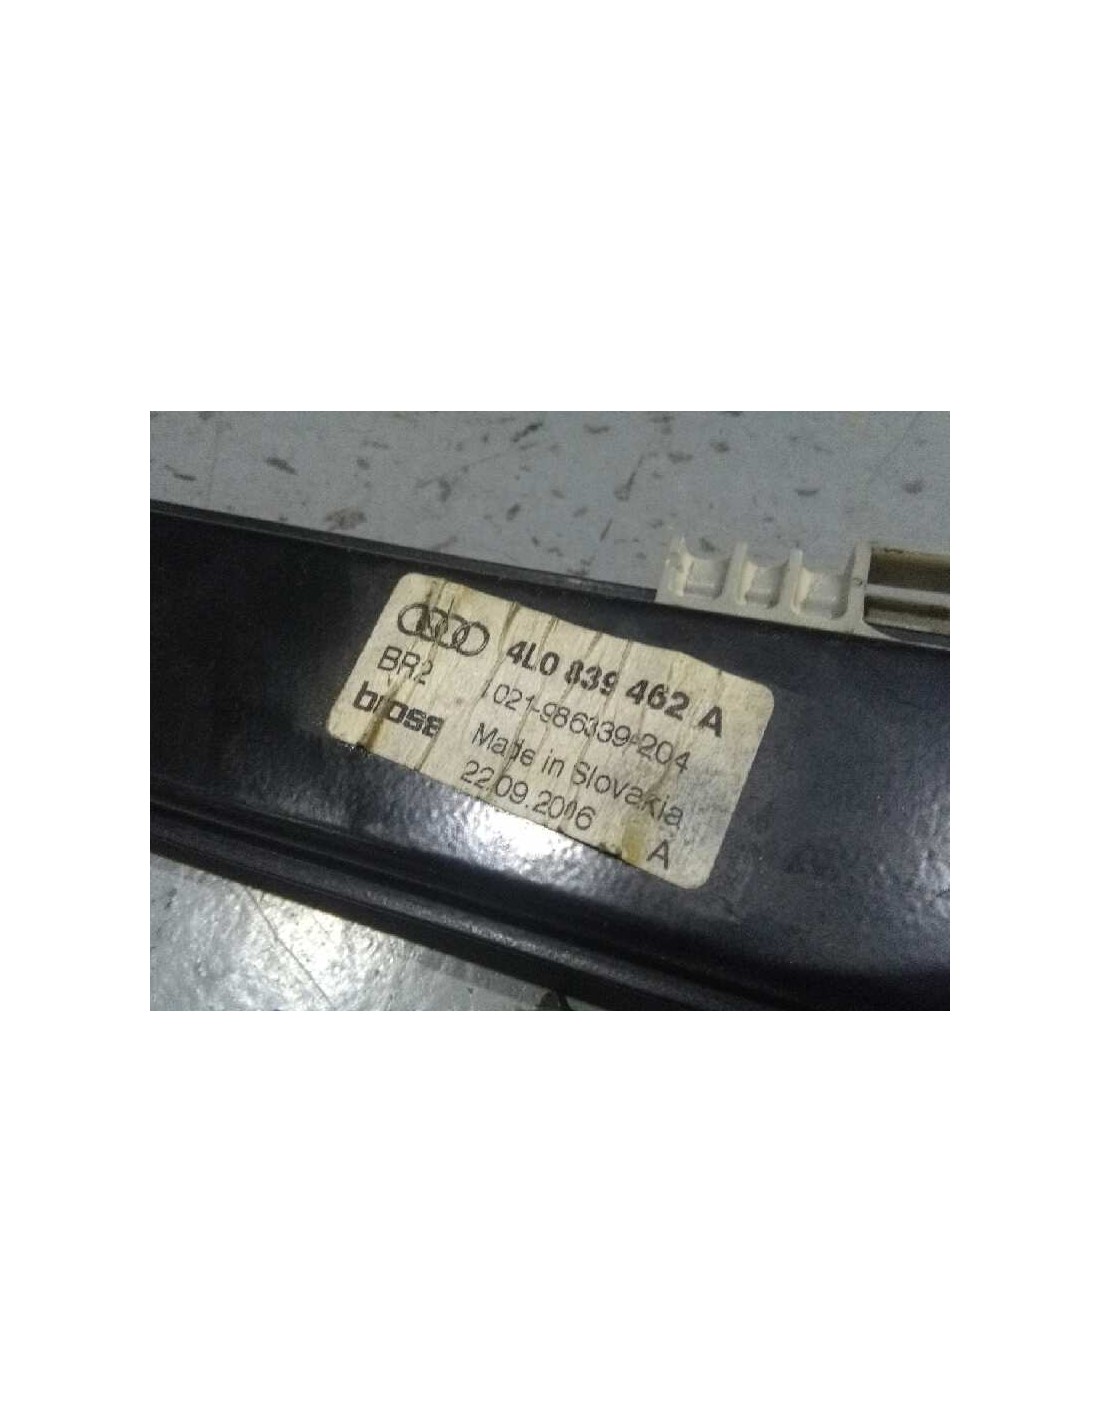 4L0 839 462 A
BR2
1021-986339-204
brose
Made in Slovakia
22.09.2006
A